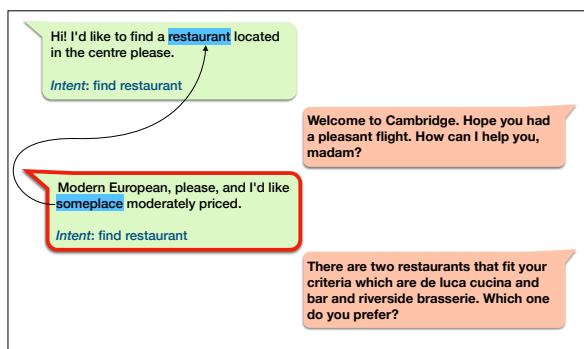 Hi! I'd like to find a restaurant located
in the centre please.
Intent: find restaurant
Welcome to Cambridge. Hope you had
a pleasant flight. How can I help you,
madam?
Modern European, please, and I'd like
someplace moderately priced.
Intent: find restaurant
There are two restaurants that fit your
criteria which are de luca cucina and
bar and riverside brasserie. Which one
do you prefer?